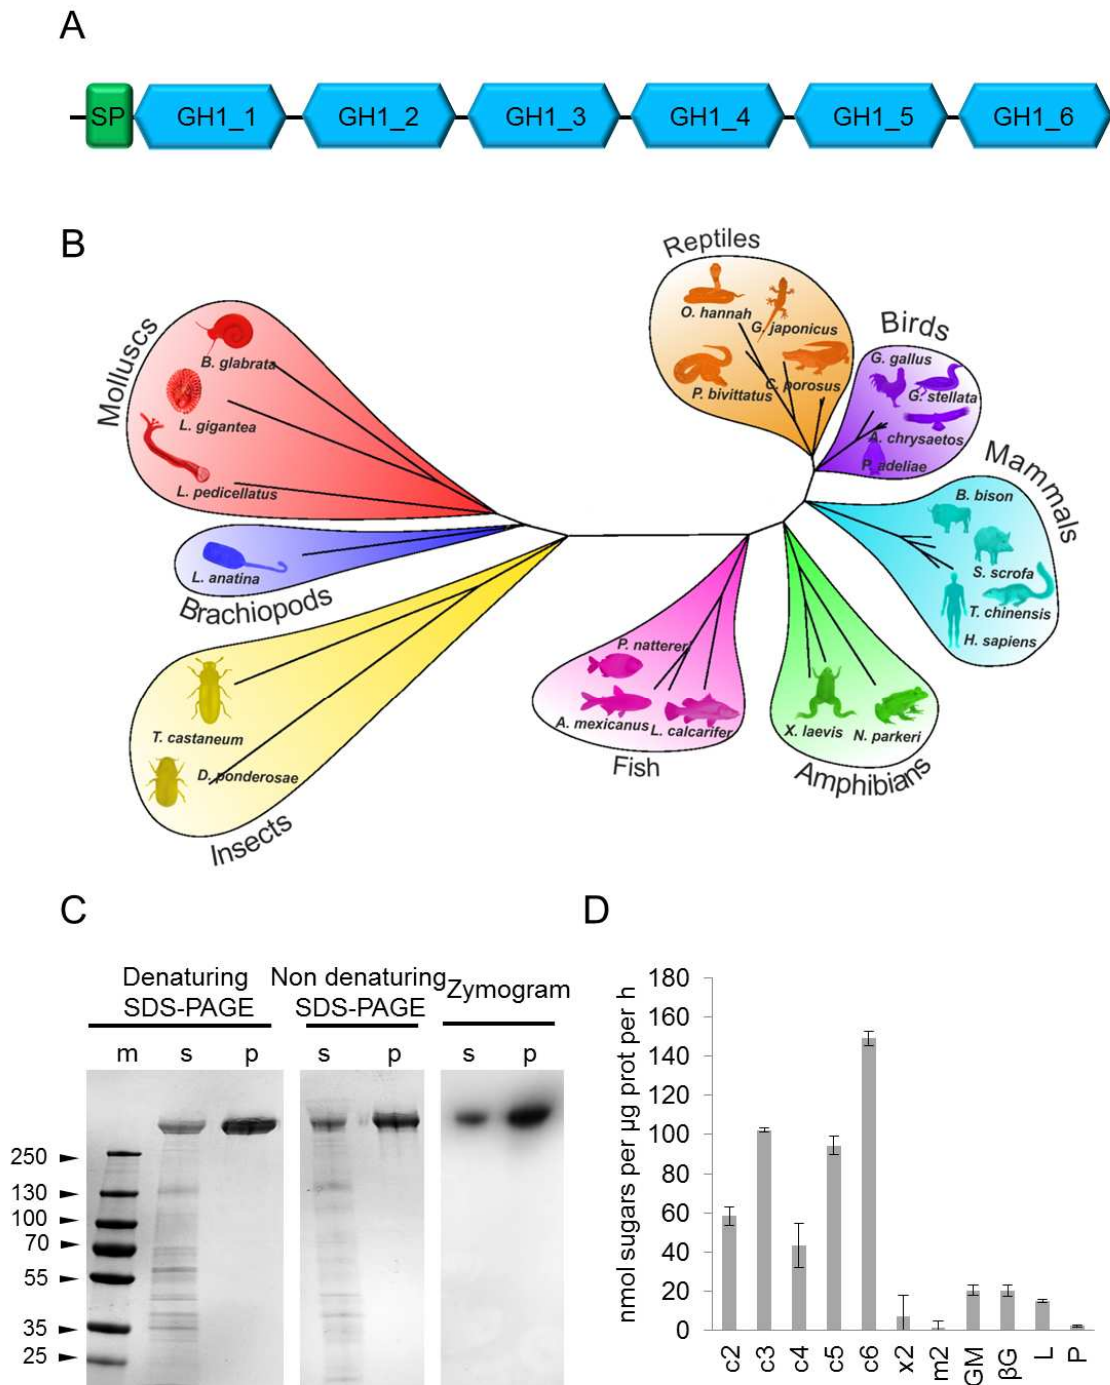 A
SP
GH1_1
GH1_2
GH1_3
GH1_4
GH1_5
GH1_6
B
Molluscs
B. glabrata
L. gigantea
L. pedicellatus
L. anatina
Brachiopods
T. castaneum
D. ponderosae
Insects
Reptiles
O. hannah
G. japonicus
P. bivittatus
C. porosus
Birds
G. gallus
G. stellata
A. chrysaetos
P. adeliae
Mammals
B. bison
S. scrofa
T. chinensis
H. sapiens
P. natterer
A. mexicanus
L. calcarifer
Fish
X. laevis
N. parkeri
Amphibians
C
Denaturing
SDS-PAGE
Non denaturing
SDS-PAGE
Zymogram
m s p
s p
s p
250
130
100
70
55
35
25
D
nmol sugars per µg prot per h
180
160
140
120
100
80
60
40
20
0
c2 c3 c4 c5 c6 x2 m2 GM βG L P